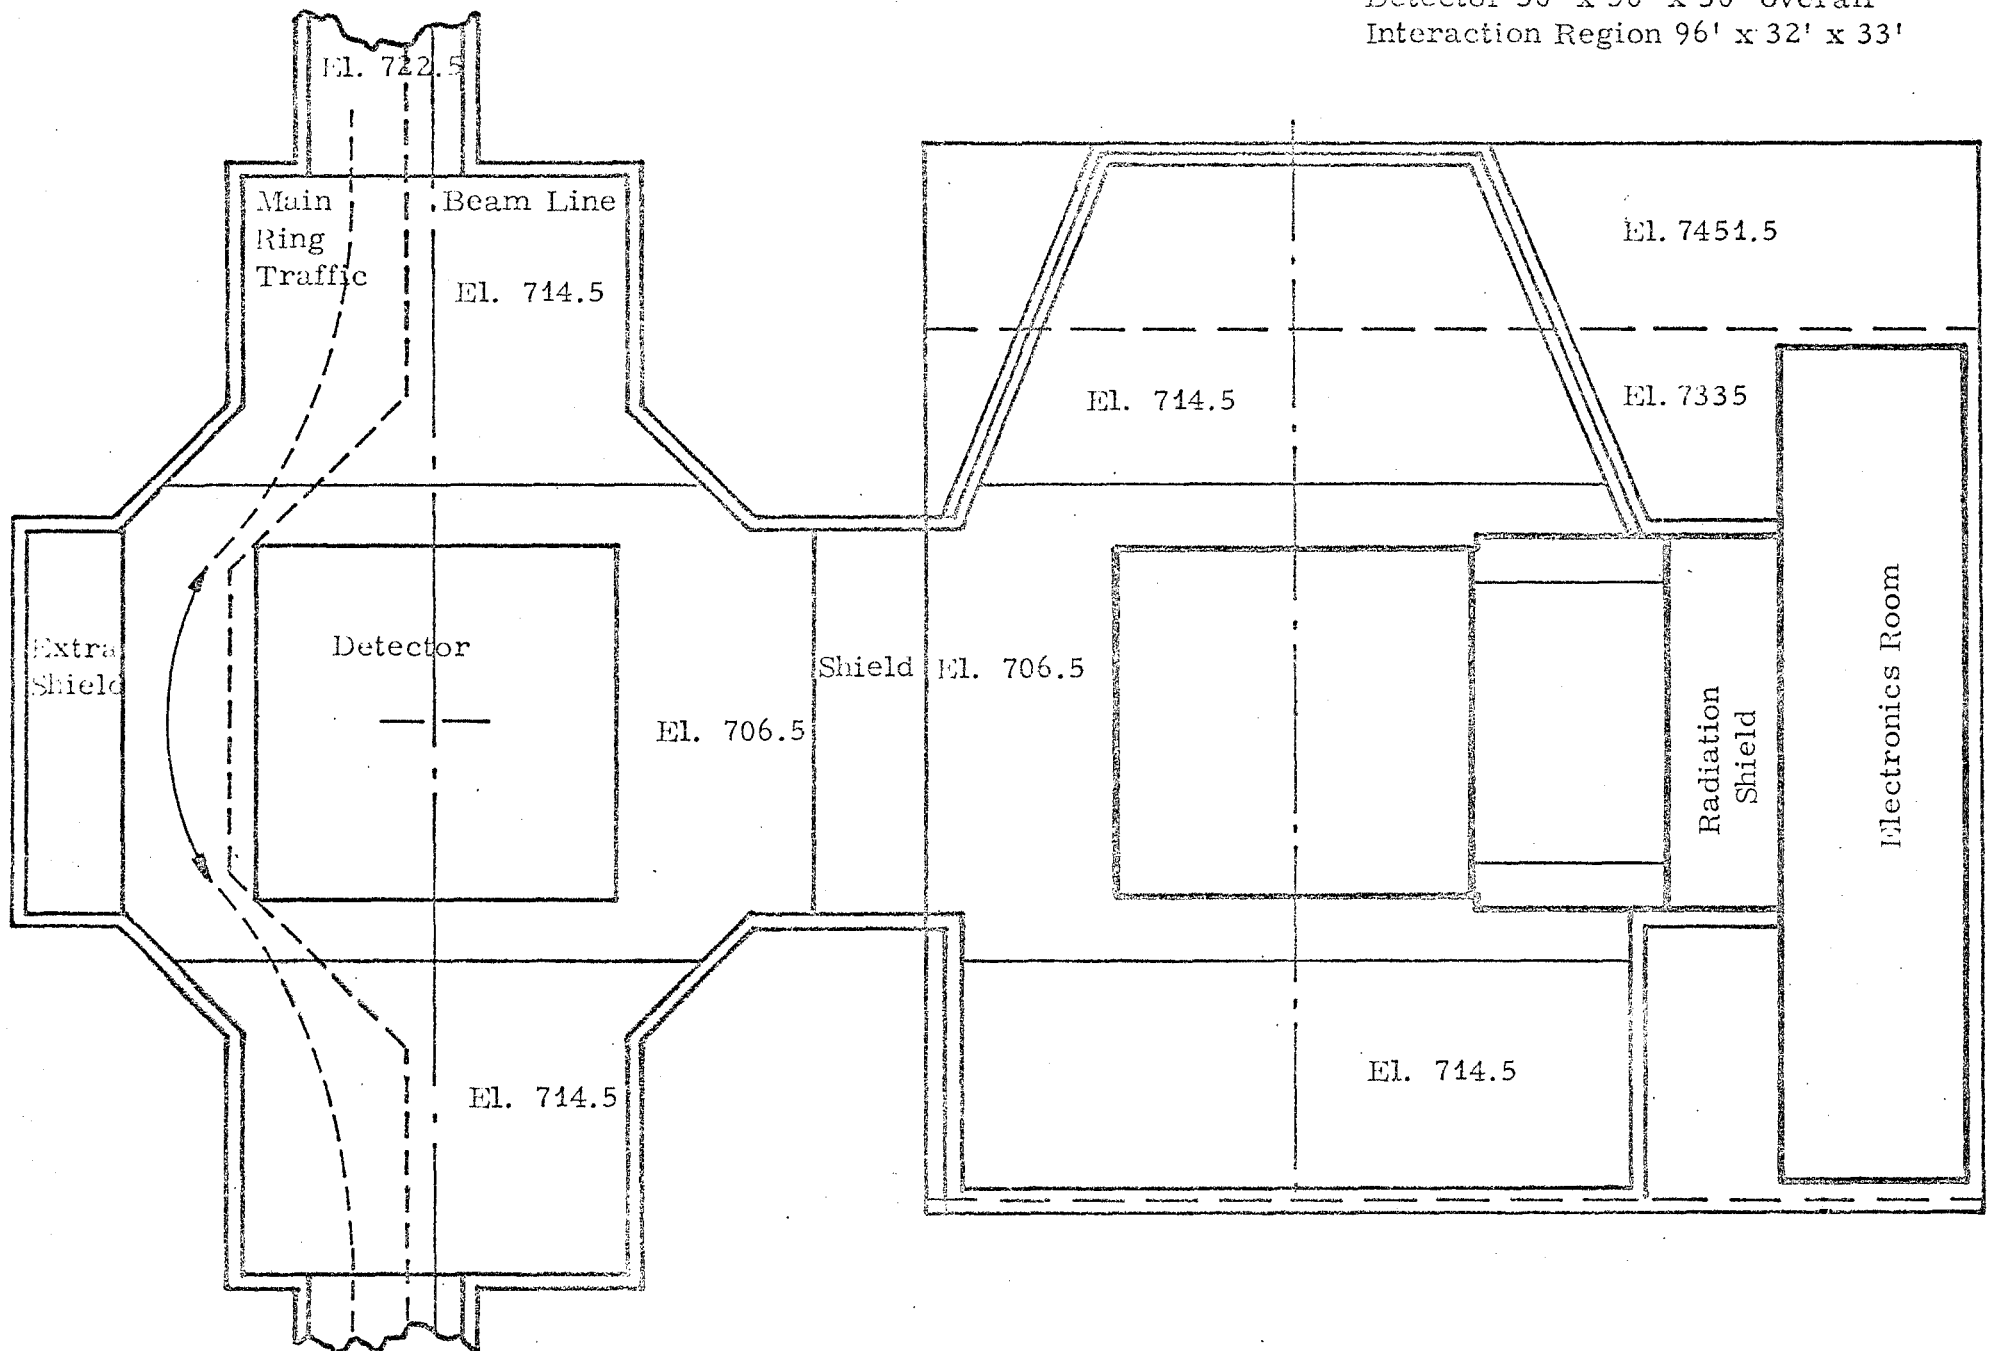 Interaction Region 96' x 32' x 33'
El. 722.5
Main
Ring
Traffic
Beam Line
El. 714.5
El. 7451.5
El. 714.5
El. 7335
Extra
Shield
Detector
Shield
El. 706.5
El. 706.5
Radiation
Shield
Electronics Room
El. 714.5
El. 714.5